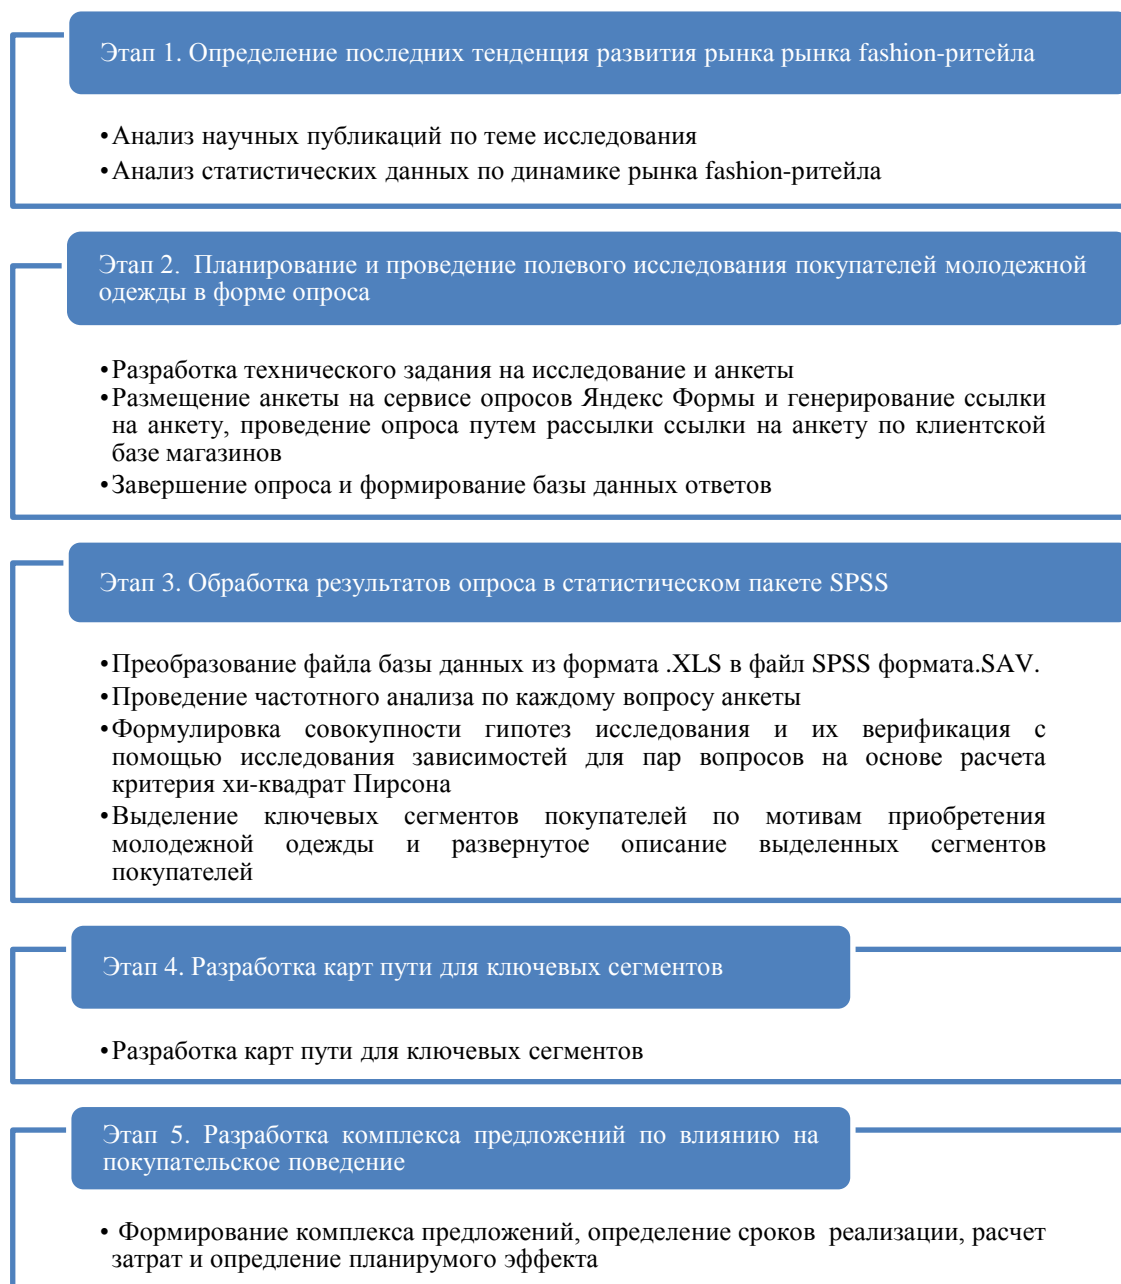 Этап 1. Определение последних тенденция развития рынка рынка fashion-ритейла
•Анализ научных публикаций по теме исследования
•Анализ статистических данных по динамике рынка fashion-ритейла
Этап 2.  Планирование и проведение полевого исследования покупателей молодежной
одежды в форме опроса
•Разработка технического задания на исследование и анкеты
•Размещение анкеты на сервисе опросов Яндекс Формы и генерирование ссылки
на анкету, проведение опроса путем рассылки ссылки на анкету по клиентской
базе магазинов
•Завершение опроса и формирование базы данных ответов
Этап 3. Обработка результатов опроса в статистическом пакете SPSS
•Преобразование файла базы данных из формата .XLS в файл SPSS формата.SAV.
•Проведение частотного анализа по каждому вопросу анкеты
•Формулировка совокупности гипотез исследования и их верификация с
помощью исследования зависимостей для пар вопросов на основе расчета
критерия хи-квадрат Пирсона
•Выделение ключевых сегментов покупателей по мотивам приобретения
молодежной одежды и развернутое описание выделенных сегментов
покупателей
Этап 4. Разработка карт пути для ключевых сегментов
•Разработка карт пути для ключевых сегментов
Этап 5. Разработка комплекса предложений по влиянию на
покупательское поведение
• Формирование комплекса предложений, определение сроков  реализации, расчет
затрат и опредление планирумого эффекта